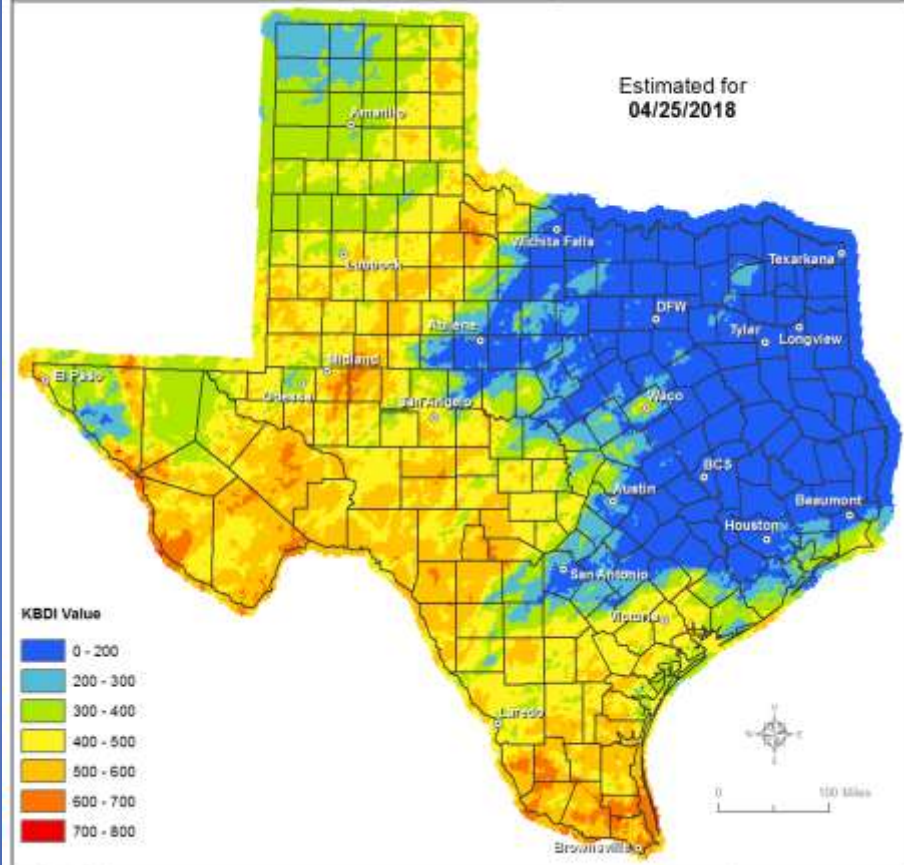 Estimated for
04/25/2018
Amarillo
Wichita Falls
Texarkana
Lubbock
DFW
Abilene
Tyler
Longview
Midland
El Paso
Odessa
San Angelo
Waco
BCS
Austin
Beaumont
Houston
San Antonio
Victoria
Laredo
Brownsville
KBDI Value
0 - 200
200 - 300
300 - 400
400 - 500
500 - 600
600 - 700
700 - 800
N
W E
S
0 100 Miles